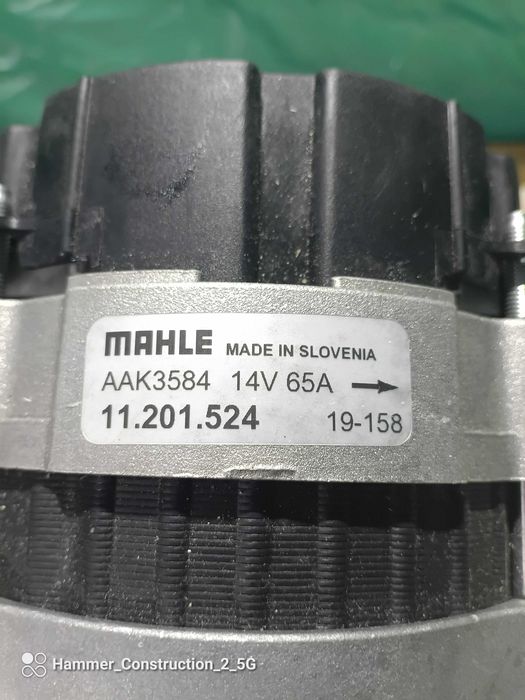 MAHLE MADE IN SLOVENIA
AAK3584 14V 65A
11.201.524 19-158
Hammer_Construction_2_5G